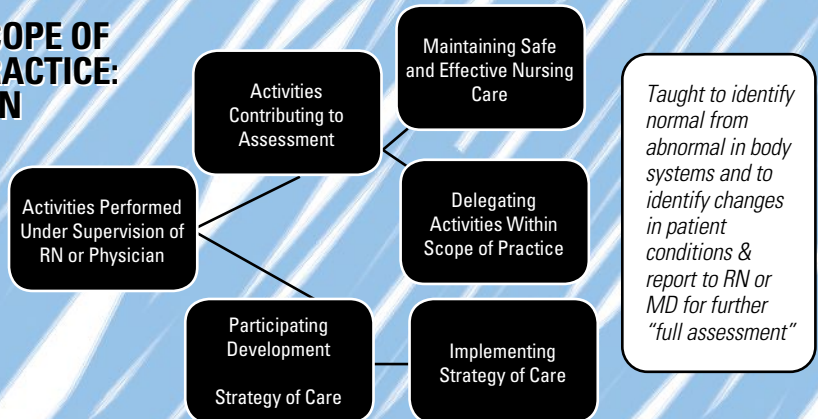 COPE OF
RACTICE:
N
Activities Performed
Under Supervision of
RN or Physician
Activities
Contributing to
Assessment
Maintaining Safe
and Effective Nursing
Care
Delegating
Activities Within
Scope of Practice
Participating
Development
Strategy of Care
Implementing
Strategy of Care
Taught to identify
normal from
abnormal in body
systems and to
identify changes
in patient
conditions &
report to RN or
MD for further
“full assessment”